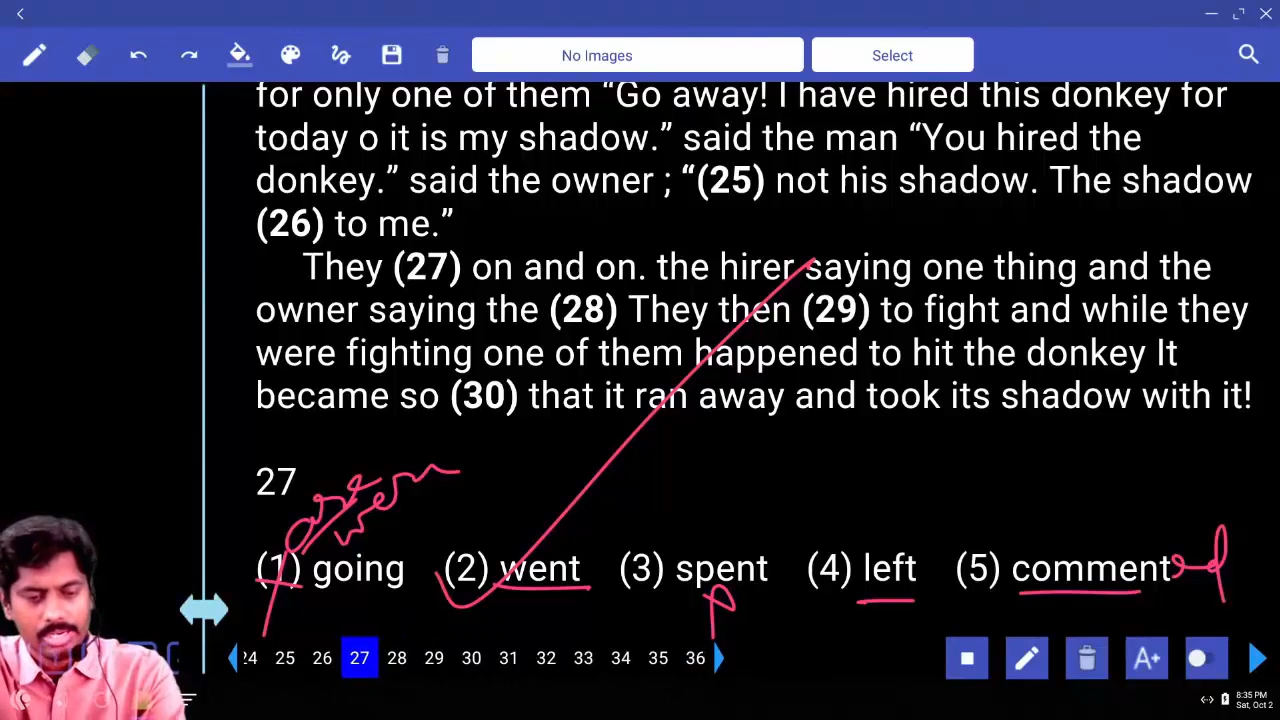 No Images
Select
for only one of them “Go away! I have hired this donkey for
today o it is my shadow.” said the man “You hired the
donkey.” said the owner ; “(25) not his shadow. The shadow
(26) to me.”
They (27) on and on. the hirer saying one thing and the
owner saying the (28) They then (29) to fight and while they
were fighting one of them happened to hit the donkey It
became so (30) that it ran away and took its shadow with it!
27
are
were
(1) going (2) went (3) spent (4) left (5) commented
p
24 25 26 27 28 29 30 31 32 33 34 35 36
A+
8:35 PM
Sat, Oct 2